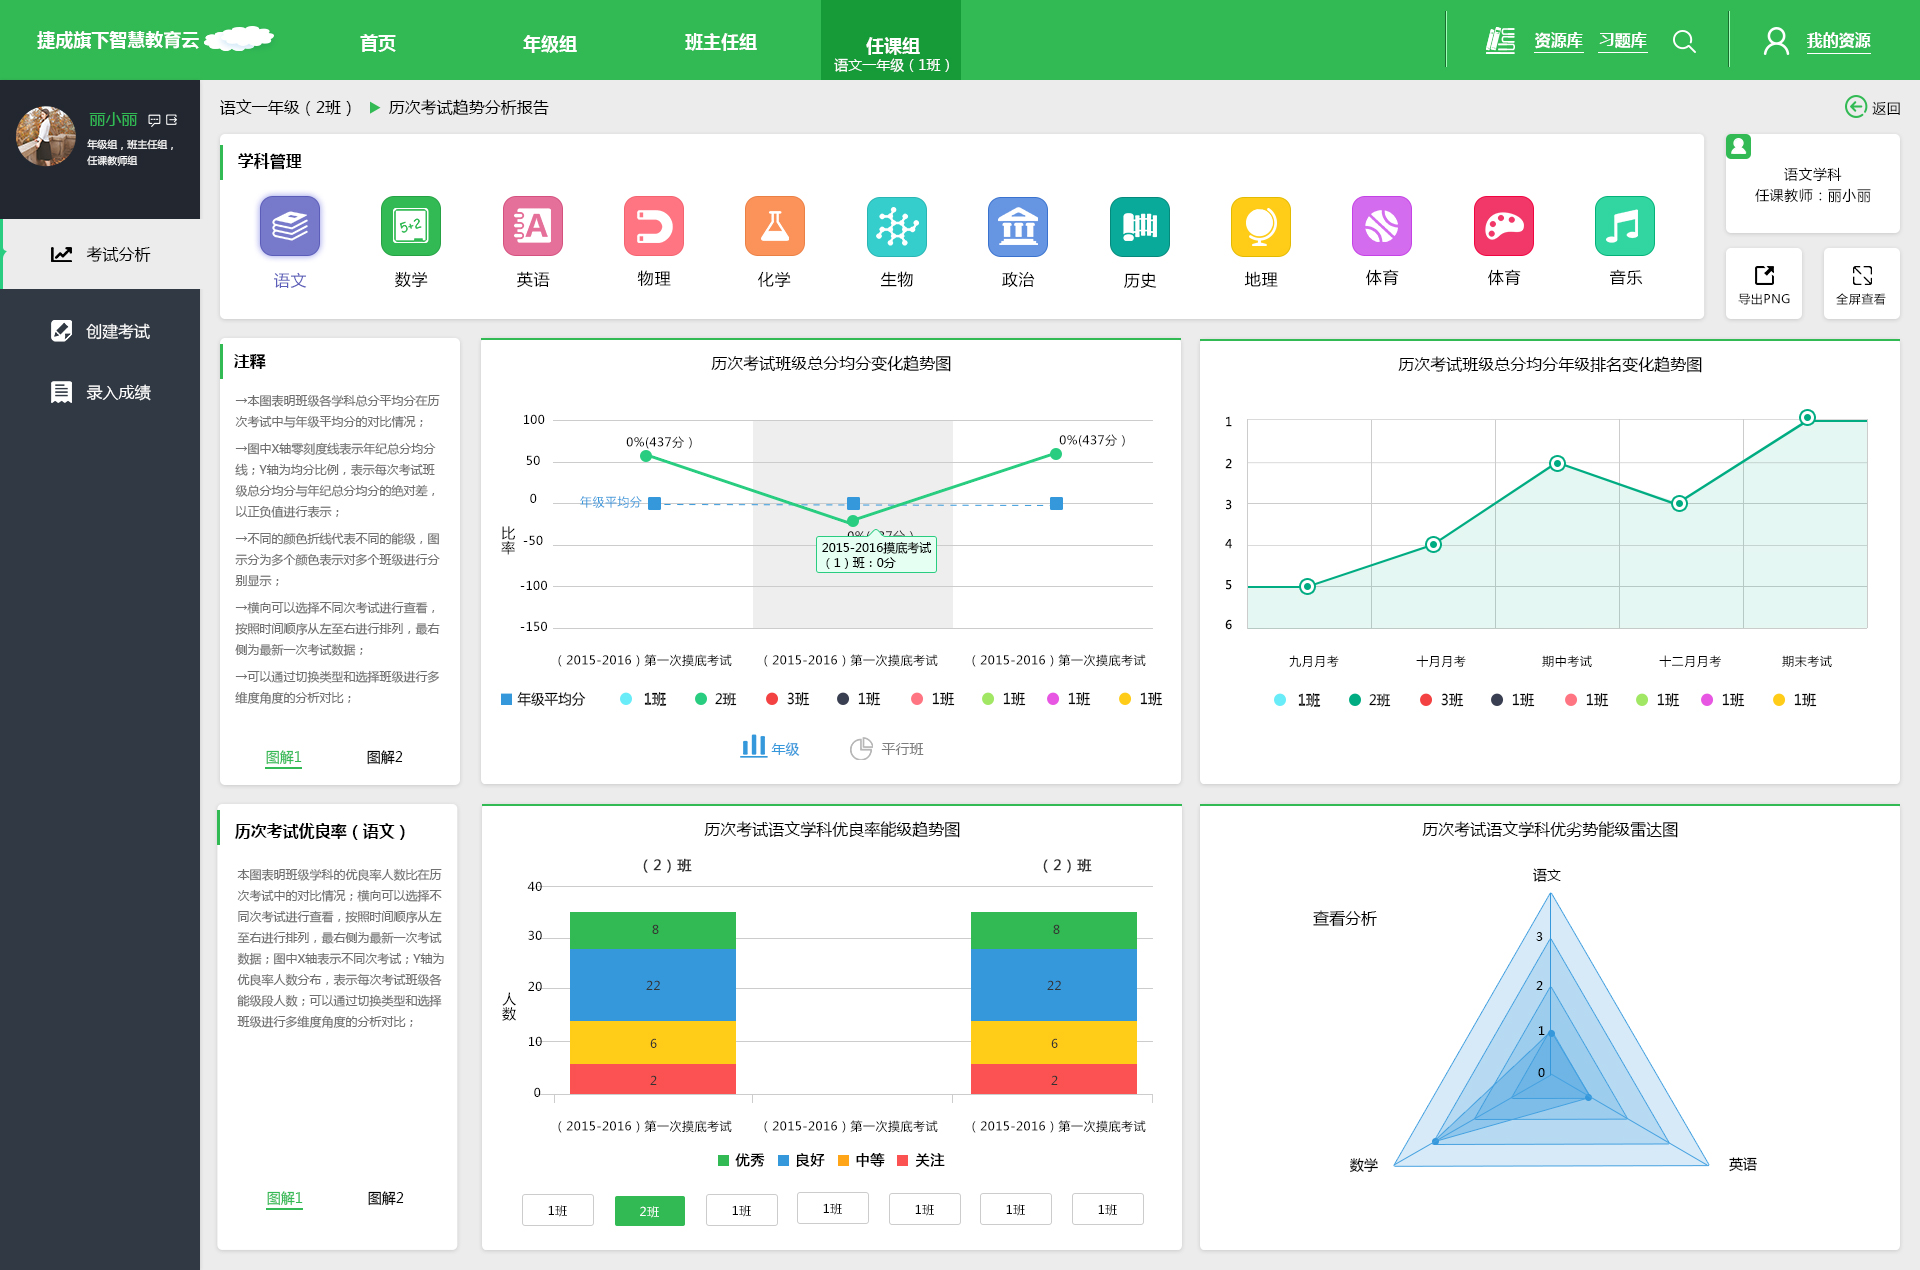 捷成旗下智慧教育云
首页
年级组
班主任组
任课组
语文一年级（1班）
资源库
习题库
我的资源
丽小丽
年级组，班主任组，
任课教师组
考试分析
创建考试
录入成绩
语文一年级（2班）
历次考试趋势分析报告
返回
学科管理
5+2
A
语文
数学
英语
物理
化学
生物
政治
历史
地理
体育
体育
音乐
语文学科
任课教师：丽小丽
导出PNG
全屏查看
注释
→本图表明班级各学科总分平均分在历
次考试中与年级平均分的对比情况；
→图中X轴零刻度线表示年纪总分均分
线；Y轴为均分比例，表示每次考试班
级总分均分与年纪总分均分的绝对差，
以正负值进行表示；
→不同的颜色折线代表不同的能级，图
示分为多个颜色表示对多个班级进行分
别显示；
→横向可以选择不同次考试进行查看，
按照时间顺序从左至右进行排列，最右
侧为最新一次考试数据；
→可以通过切换类型和选择班级进行多
维度角度的分析对比；
图解1
图解2
历次考试班级总分均分变化趋势图
100
50
0
-50
-100
-150
比率
0%(437分）
0%(437分）
年级平均分
2015-2016摸底考试
（1）班：0分
（2015-2016）第一次摸底考试
（2015-2016）第一次摸底考试
（2015-2016）第一次摸底考试
年级平均分
1班
2班
3班
1班
1班
1班
1班
1班
年级
平行班
历次考试班级总分均分年级排名变化趋势图
1
2
3
4
5
6
九月月考
十月月考
期中考试
十二月月考
期末考试
1班
2班
3班
1班
1班
1班
1班
1班
历次考试优良率（语文）
本图表明班级学科的优良率人数比在历
次考试中的对比情况；横向可以选择不
同次考试进行查看，按照时间顺序从左
至右进行排列，最右侧为最新一次考试
数据；图中X轴表示不同次考试；Y轴为
优良率人数分布，表示每次考试班级各
能级段人数；可以通过切换类型和选择
班级进行多维度角度的分析对比；
图解1
图解2
历次考试语文学科优良率能级趋势图
（2）班
（2）班
40
30
20
10
0
人数
8
22
6
2
8
22
6
2
（2015-2016）第一次摸底考试
（2015-2016）第一次摸底考试
（2015-2016）第一次摸底考试
优秀
良好
中等
关注
1班
2班
1班
1班
1班
1班
1班
历次考试语文学科优劣势能级雷达图
查看分析
语文
3
2
1
0
数学
英语